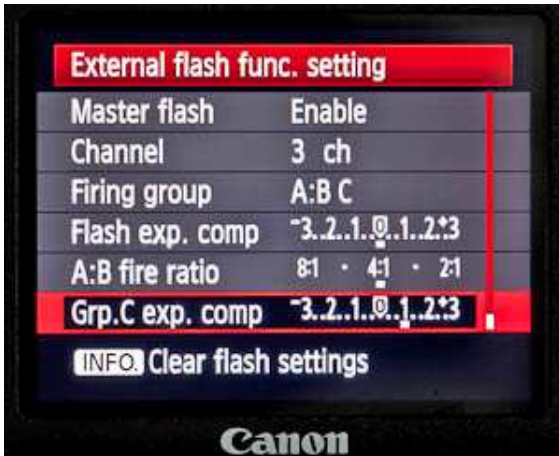 External flash func. setting
Master flash Enable
Channel 3 ch
Firing group A:B C
Flash exp. comp -3..2..1..0..1..2.+3
A:B fire ratio 8:1 · 4:1 · 2:1
Grp.C exp. comp -3..2..1..0..1..2.+3
INFO. Clear flash settings
Canon